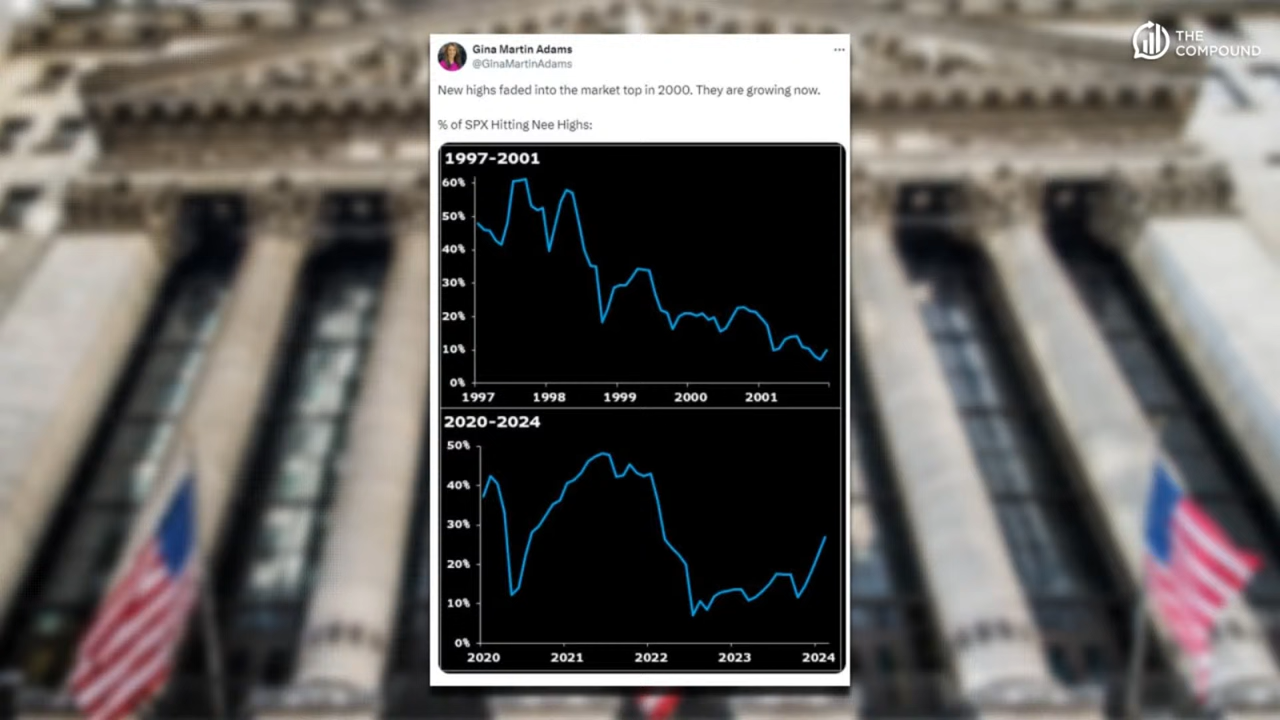 THE
COMPOUND
Gina Martin Adams
@GinaMartinAdams
New highs faded into the market top in 2000. They are growing now.
% of SPX Hitting Nee Highs:
1997-2001
60%
50%
40%
30%
20%
10%
0%
1997 1998 1999 2000 2001
2020-2024
50%
40%
30%
20%
10%
0%
2020 2021 2022 2023 2024